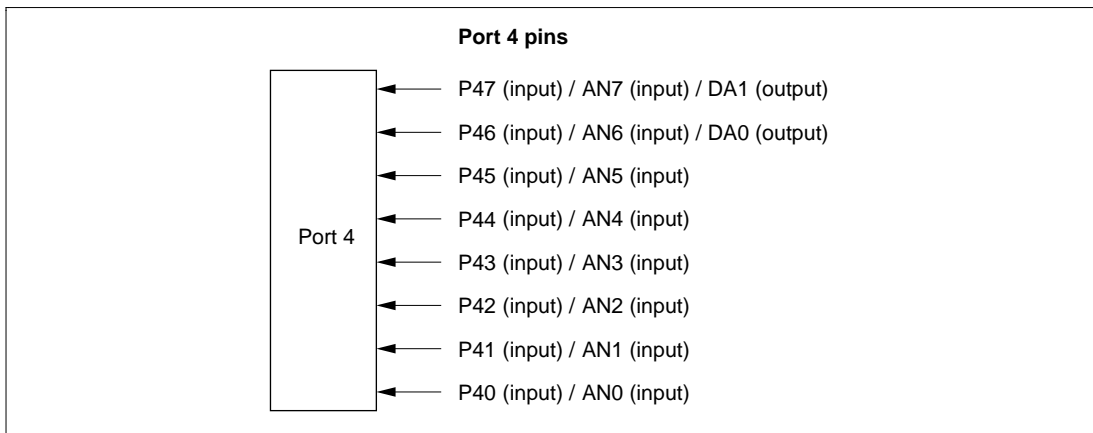 Port 4 pins
P47 (input) / AN7 (input) / DA1 (output)
P46 (input) / AN6 (input) / DA0 (output)
P45 (input) / AN5 (input)
P44 (input) / AN4 (input)
Port 4
P43 (input) / AN3 (input)
P42 (input) / AN2 (input)
P41 (input) / AN1 (input)
P40 (input) / AN0 (input)